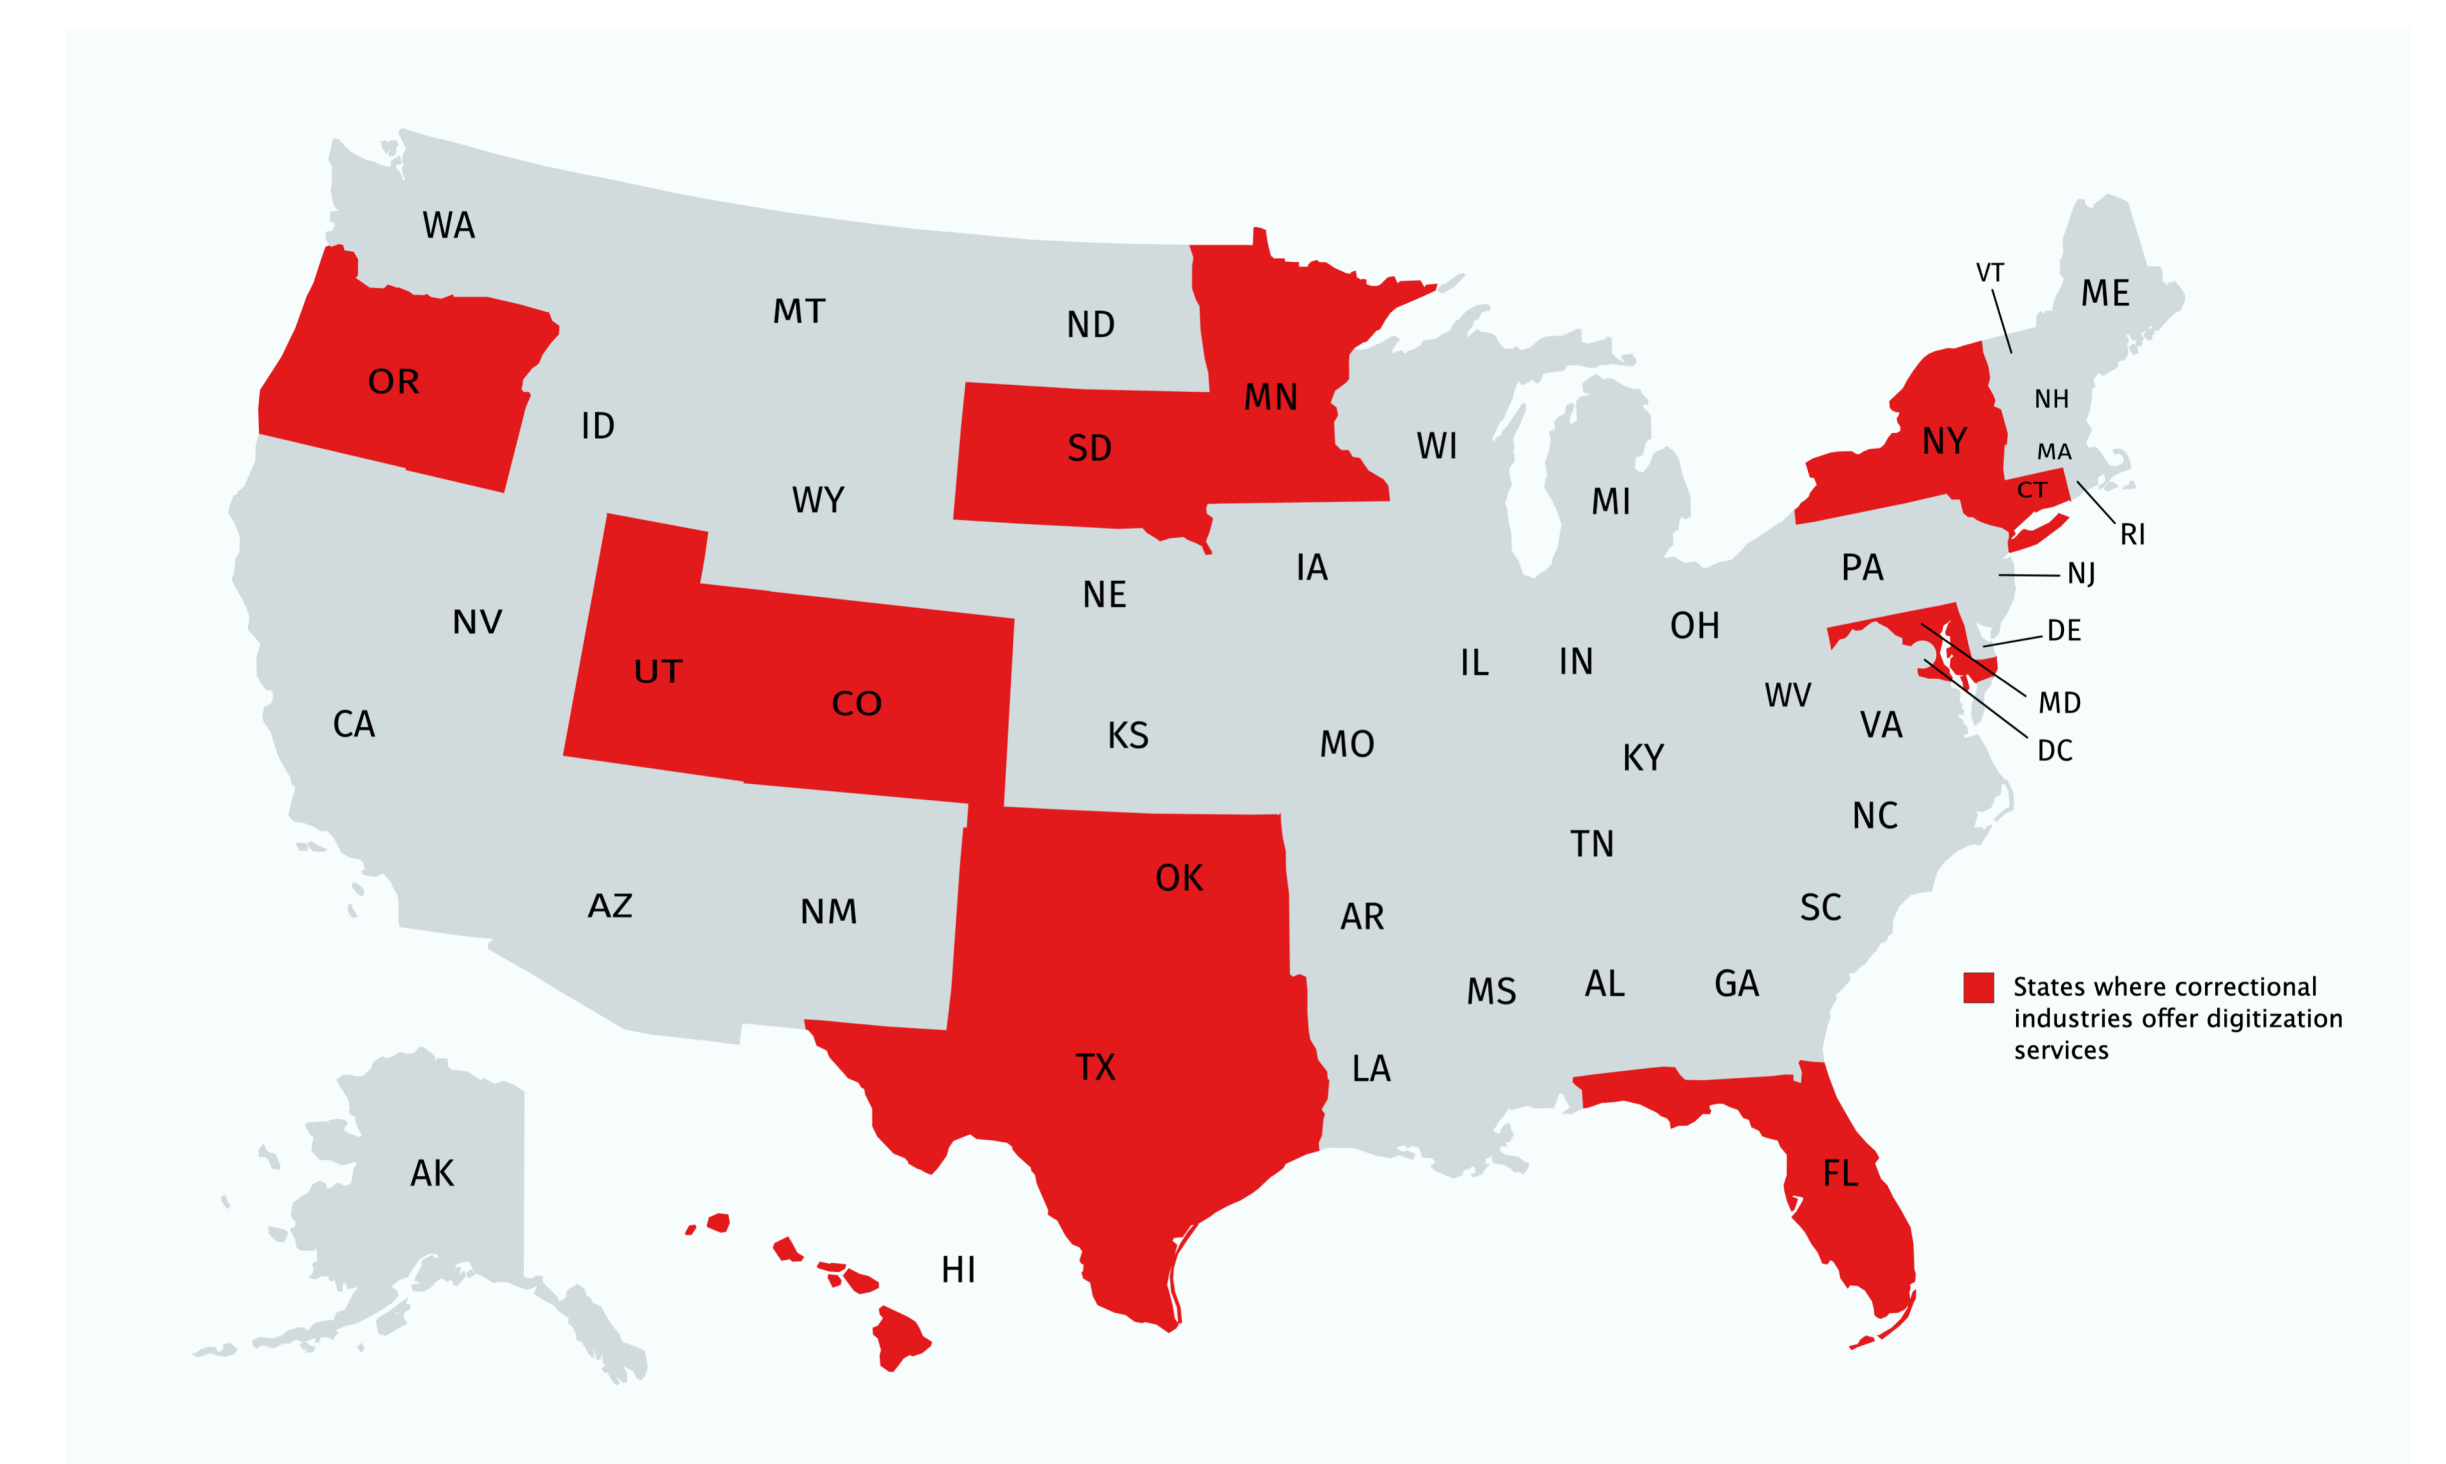 WA
VT
ME
MT
ND
OR
MN
NH
ID
SD
WI
NY
MA
WY
MI
CT
RI
IA
PA
NJ
NE
NV
OH
DE
UT
IL
IN
CO
WV
MD
CA
KS
MO
VA
KY
DC
NC
TN
OK
AZ
NM
AR
SC
MS
AL
GA
States where correctional
industries offer digitization
services
TX
LA
AK
FL
HI